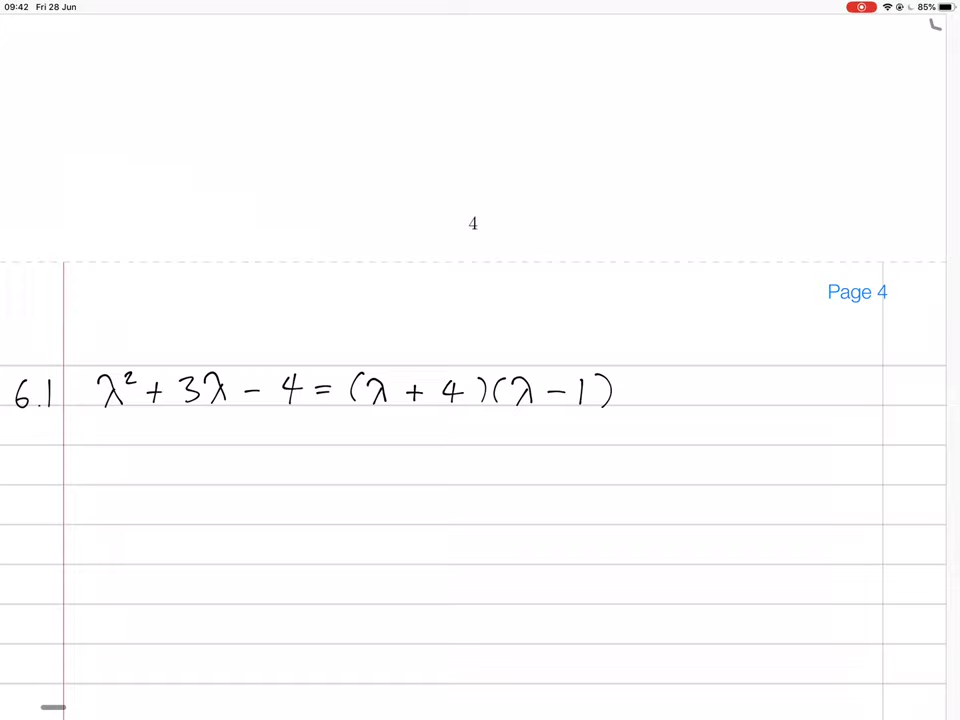 09:42 Fri 28 Jun 85%
4
Page 4
6.1 λ² + 3λ - 4 = (λ + 4)(λ - 1)